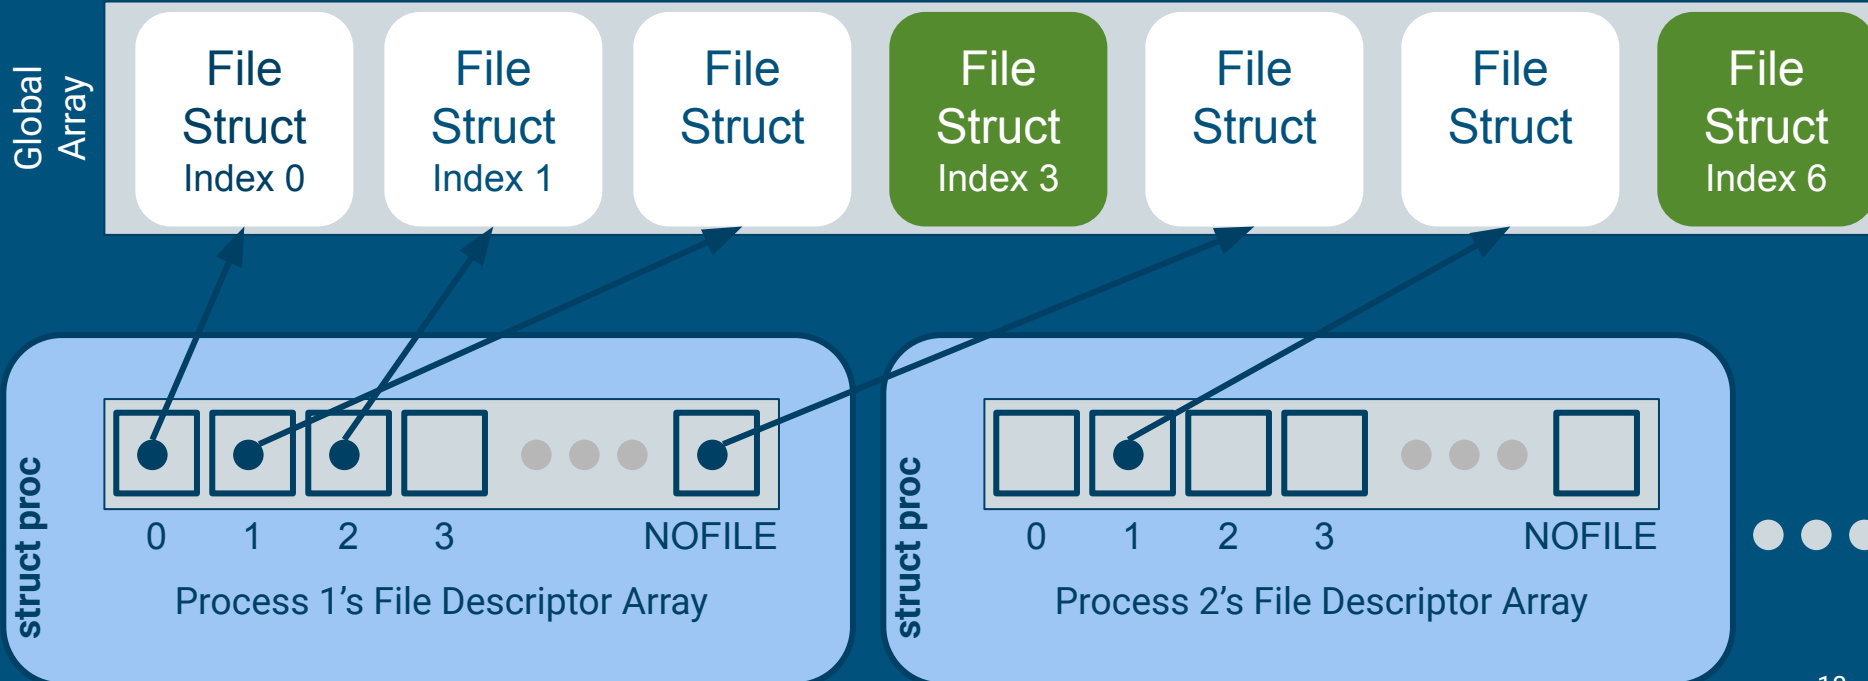 Global
Array
File
Struct
Index 0
File
Struct
Index 1
File
Struct
File
Struct
Index 3
File
Struct
File
Struct
File
Struct
Index 6
struct proc
0 1 2 3 NOFILE
Process 1’s File Descriptor Array
struct proc
0 1 2 3 NOFILE
Process 2’s File Descriptor Array